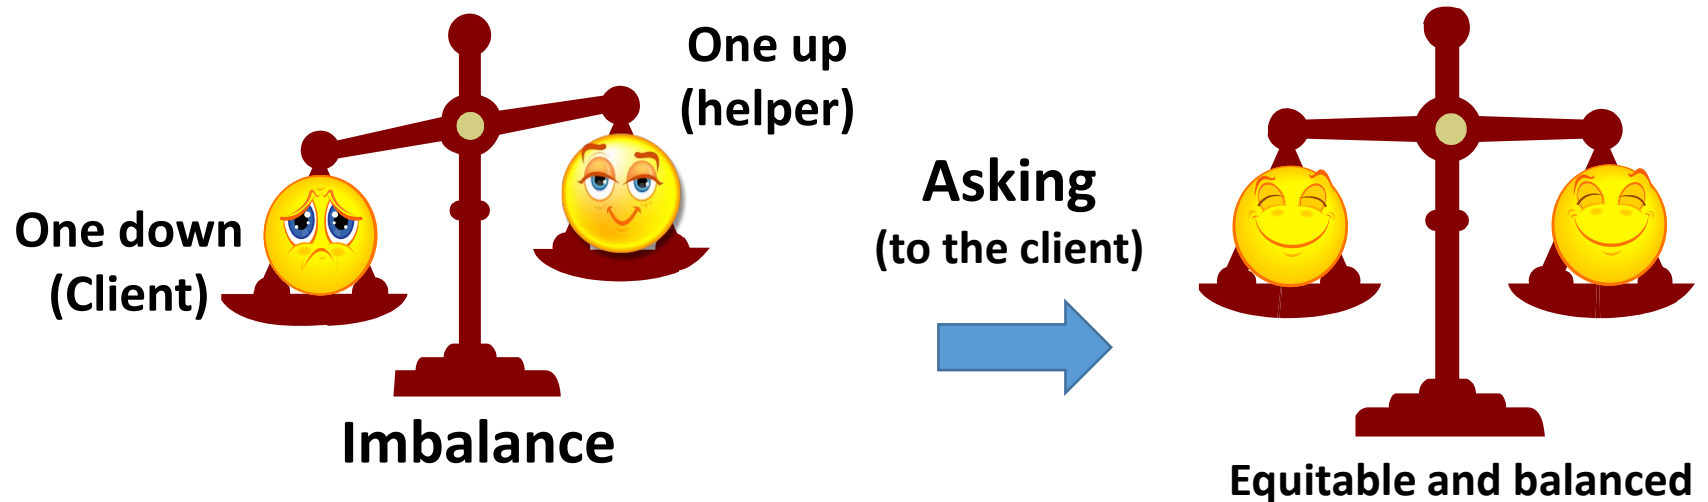 One up
(helper)
One down
(Client)
Imbalance
Asking
(to the client)
Equitable and balanced